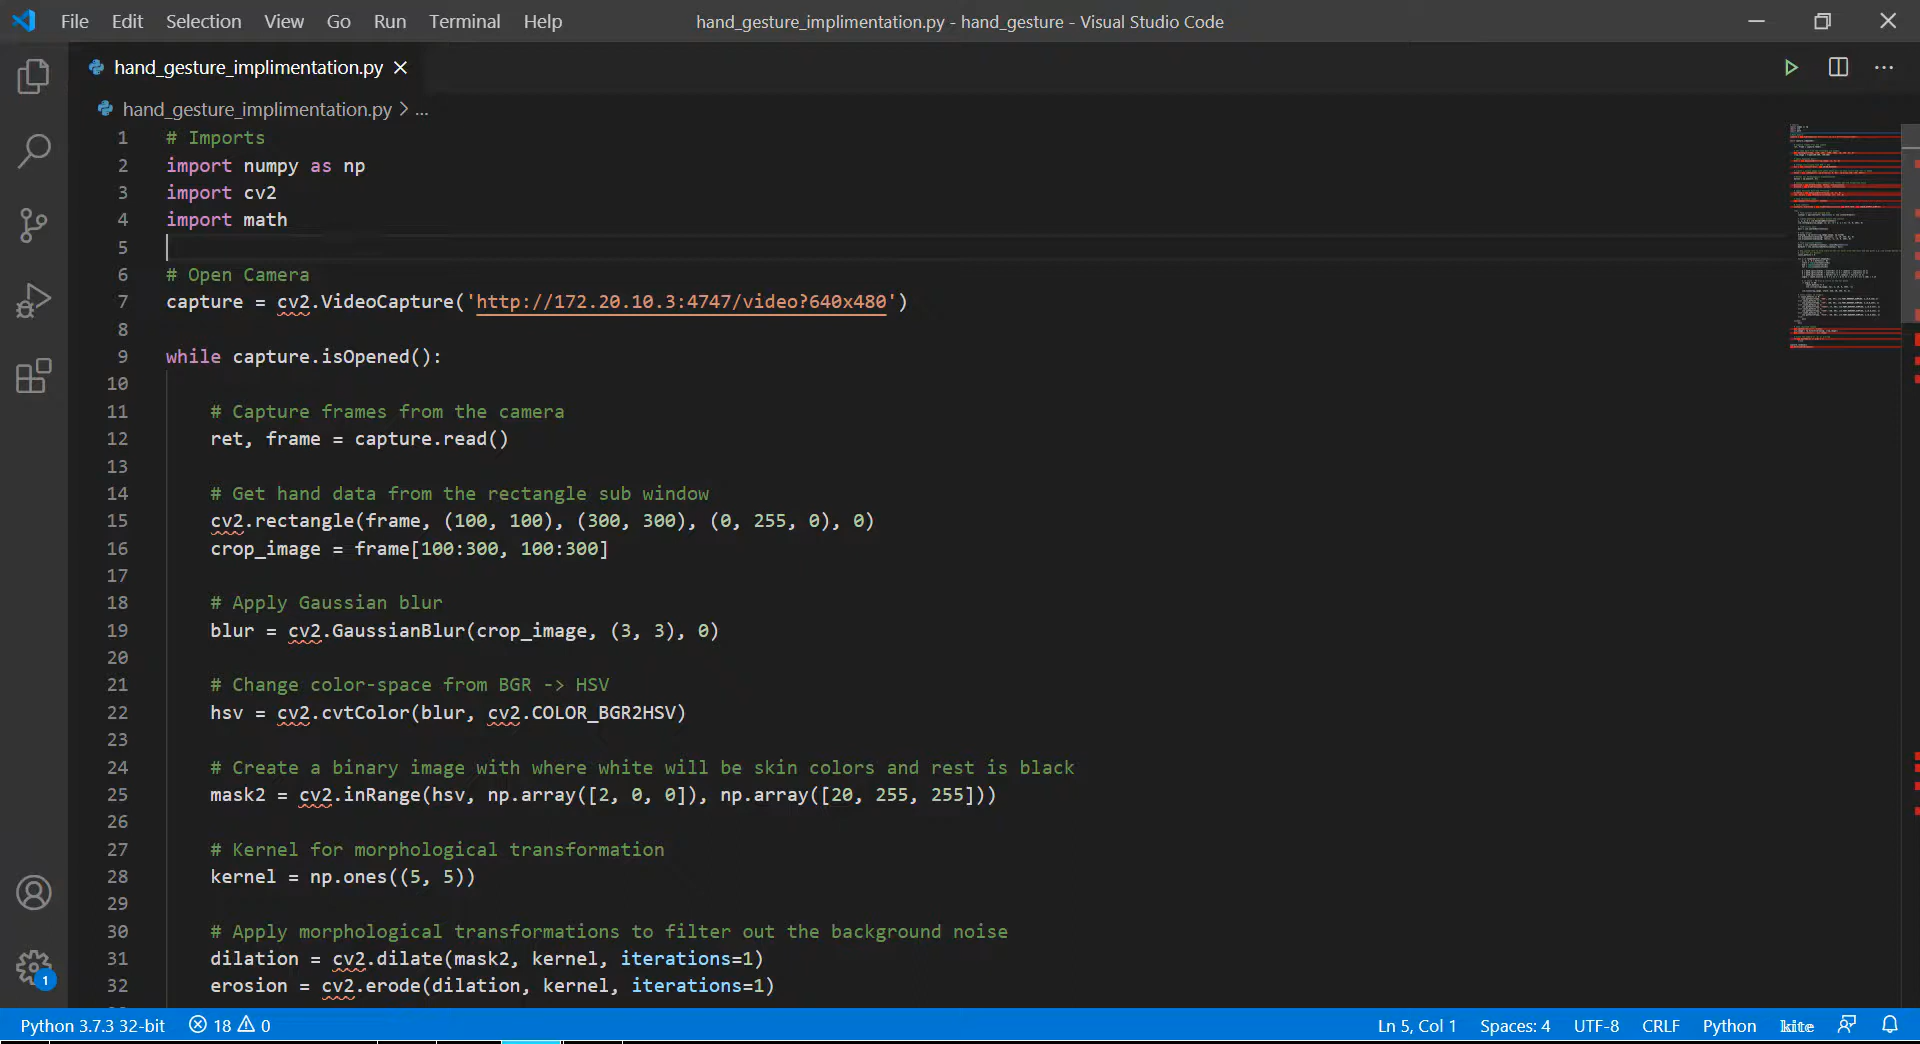 File Edit Selection View Go Run Terminal Help hand_gesture_implimentation.py - hand_gesture - Visual Studio Code
hand_gesture_implimentation.py
hand_gesture_implimentation.py > ...
1 # Imports
2 import numpy as np
3 import cv2
4 import math
5
6 # Open Camera
7 capture = cv2.VideoCapture('http://172.20.10.3:4747/video?640x480')
8
9 while capture.isOpened():
10
11 # Capture frames from the camera
12 ret, frame = capture.read()
13
14 # Get hand data from the rectangle sub window
15 cv2.rectangle(frame, (100, 100), (300, 300), (0, 255, 0), 0)
16 crop_image = frame[100:300, 100:300]
17
18 # Apply Gaussian blur
19 blur = cv2.GaussianBlur(crop_image, (3, 3), 0)
20
21 # Change color-space from BGR -> HSV
22 hsv = cv2.cvtColor(blur, cv2.COLOR_BGR2HSV)
23
24 # Create a binary image with where white will be skin colors and rest is black
25 mask2 = cv2.inRange(hsv, np.array([2, 0, 0]), np.array([20, 255, 255]))
26
27 # Kernel for morphological transformation
28 kernel = np.ones((5, 5))
29
30 # Apply morphological transformations to filter out the background noise
31 dilation = cv2.dilate(mask2, kernel, iterations=1)
32 erosion = cv2.erode(dilation, kernel, iterations=1)
1
Python 3.7.3 32-bit 18 0 Ln 5, Col 1 Spaces: 4 UTF-8 CRLF Python kite